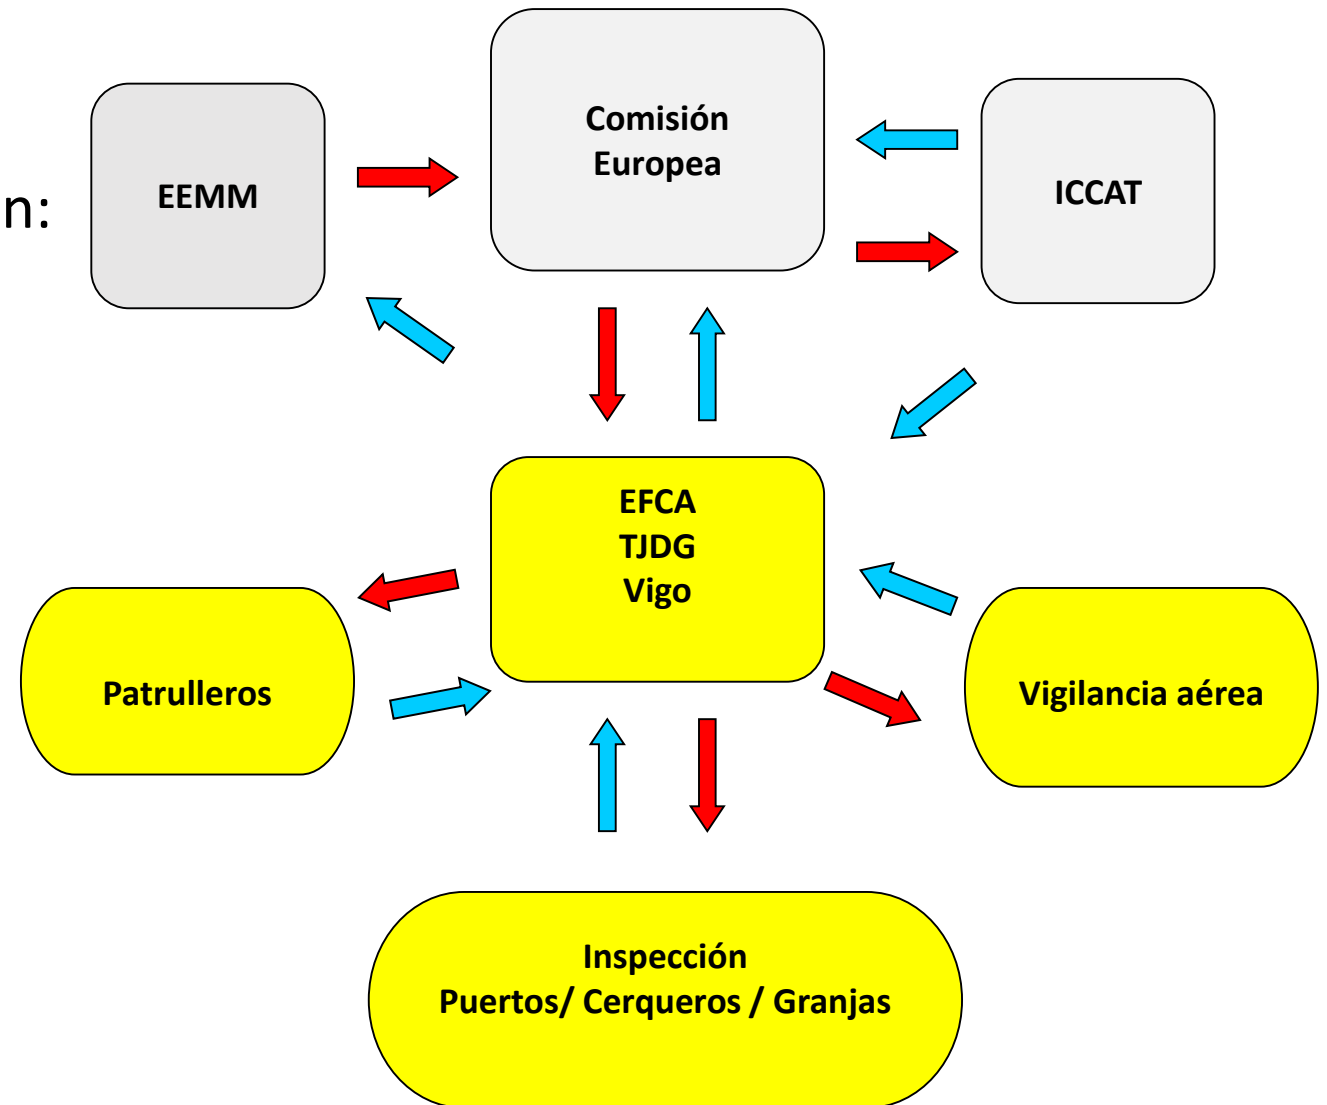 n:
EEMM
Comisión
Europea
ICCAT
EFCA
TJDG
Vigo
Patrulleros
Vigilancia aérea
Inspección
Puertos/ Cerqueros / Granjas